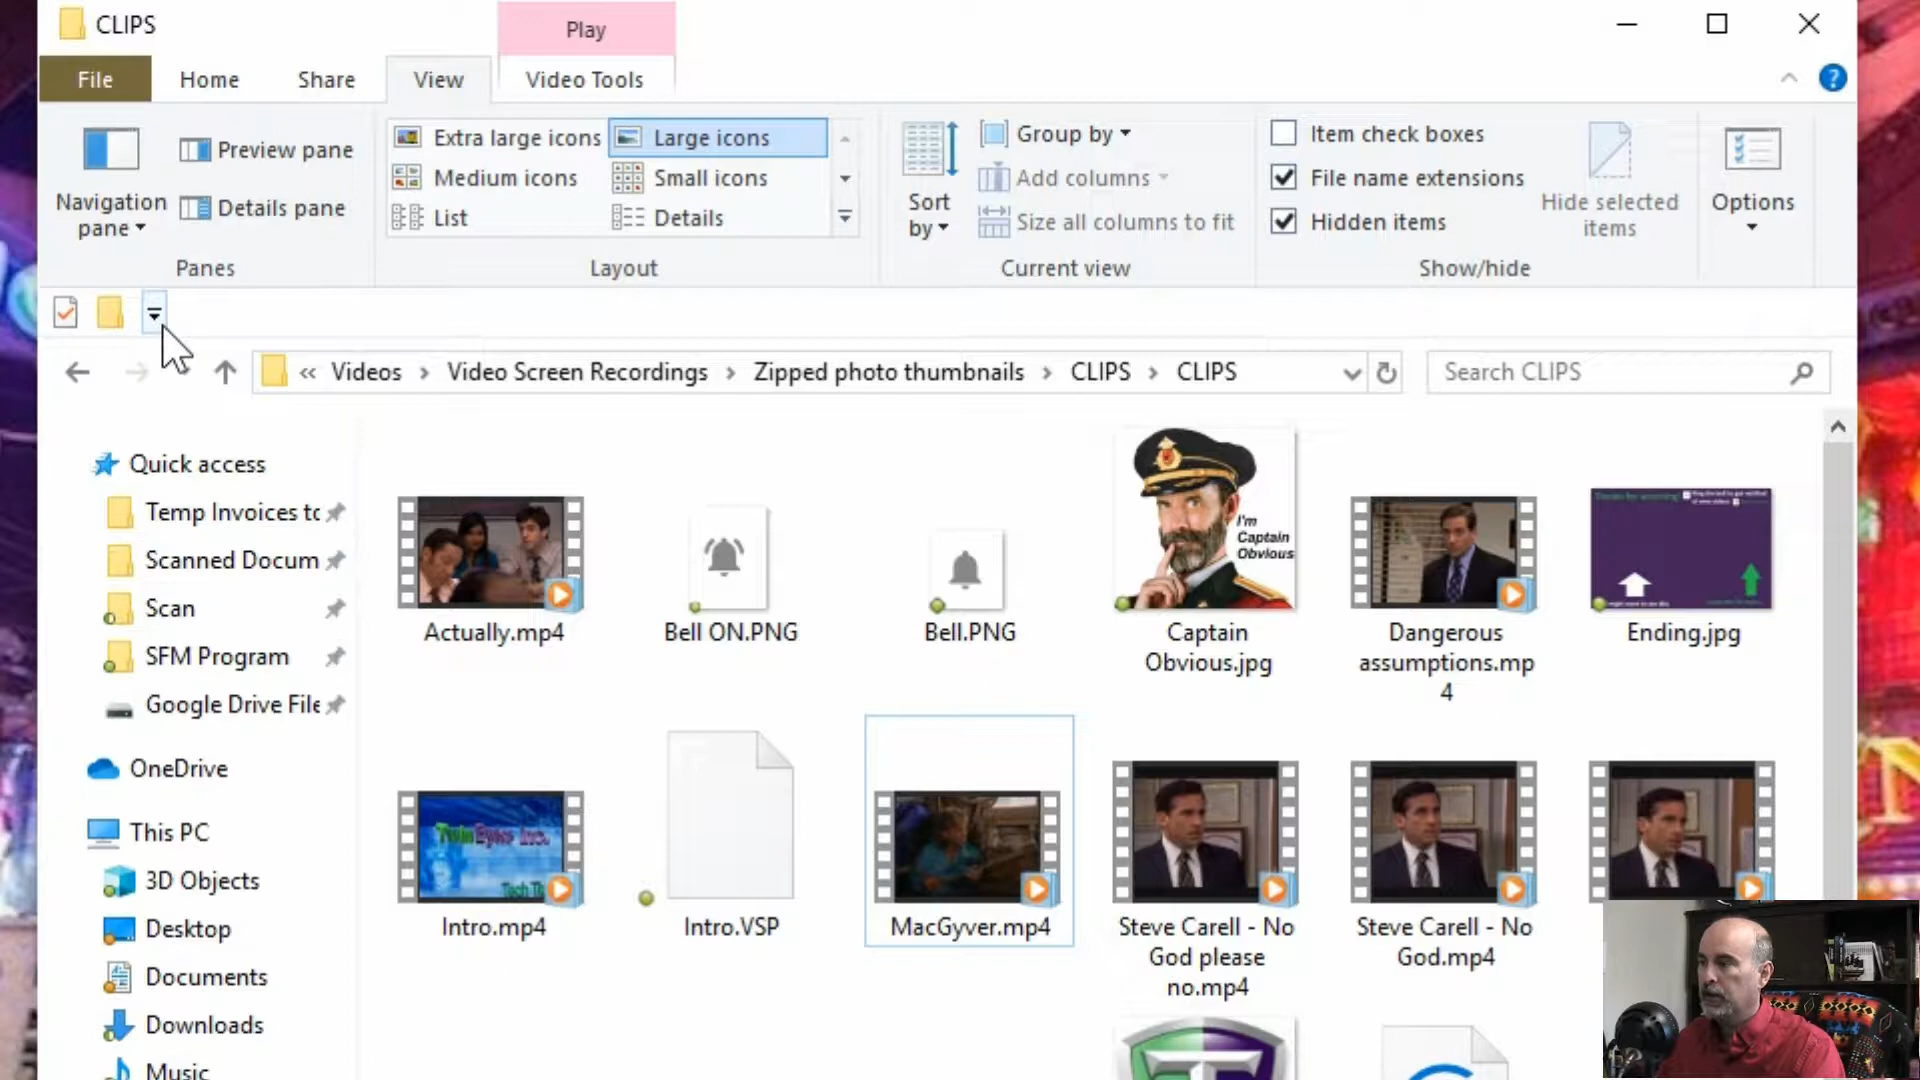 CLIPS
Play
File
Home
Share
View
Video Tools
?
Navigation
pane
Preview pane
Details pane
Panes
Extra large icons
Large icons
Medium icons
Small icons
List
Details
Layout
Sort
by
Group by
Add columns
Size all columns to fit
Current view
Item check boxes
File name extensions
Hidden items
Hide selected
items
Show/hide
Options
« Videos › Video Screen Recordings › Zipped photo thumbnails › CLIPS › CLIPS
Search CLIPS
Quick access
Temp Invoices to
Scanned Docum
Scan
SFM Program
Google Drive File
OneDrive
This PC
3D Objects
Desktop
Documents
Downloads
Music
I'm
Captain
Obvious
Actually.mp4
Bell ON.PNG
Bell.PNG
Captain
Obvious.jpg
Dangerous
assumptions.mp
4
Ending.jpg
Intro.mp4
Intro.VSP
MacGyver.mp4
Steve Carell - No
God please
no.mp4
Steve Carell - No
God.mp4